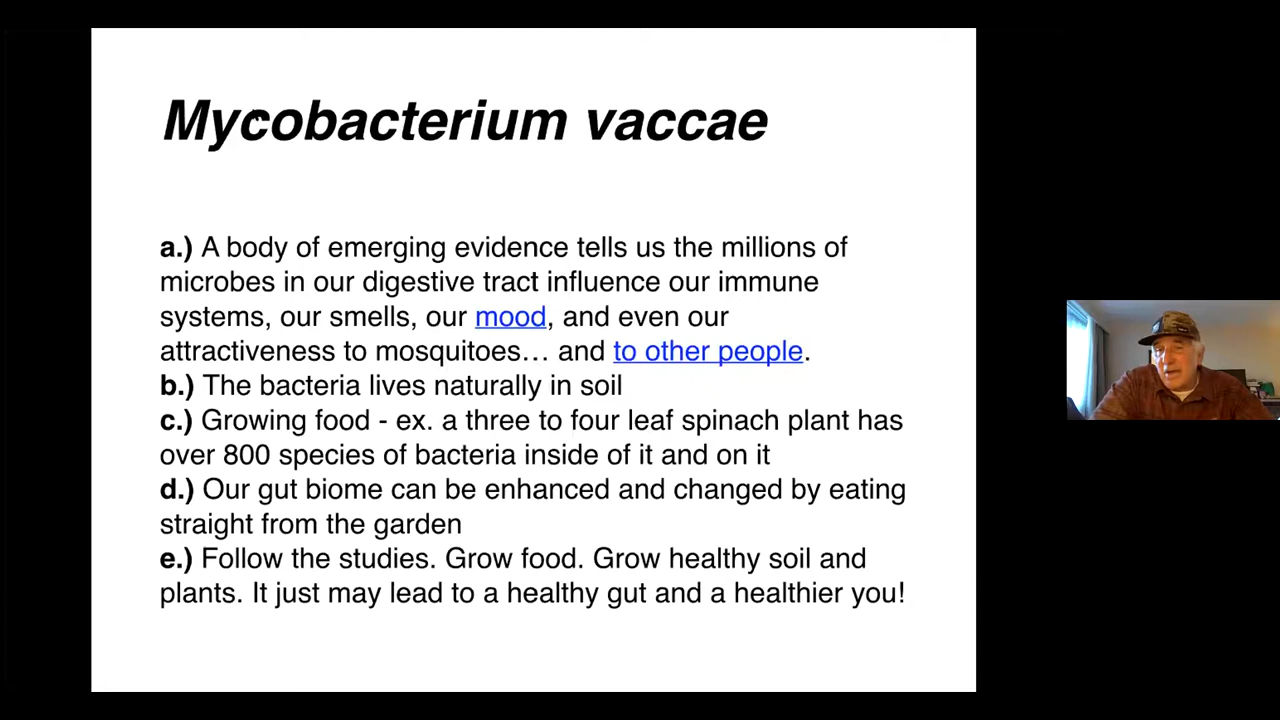 Mycobacterium vaccae
a.) A body of emerging evidence tells us the millions of
microbes in our digestive tract influence our immune
systems, our smells, our mood, and even our
attractiveness to mosquitoes… and to other people.
b.) The bacteria lives naturally in soil
c.) Growing food - ex. a three to four leaf spinach plant has
over 800 species of bacteria inside of it and on it
d.) Our gut biome can be enhanced and changed by eating
straight from the garden
e.) Follow the studies. Grow food. Grow healthy soil and
plants. It just may lead to a healthy gut and a healthier you!